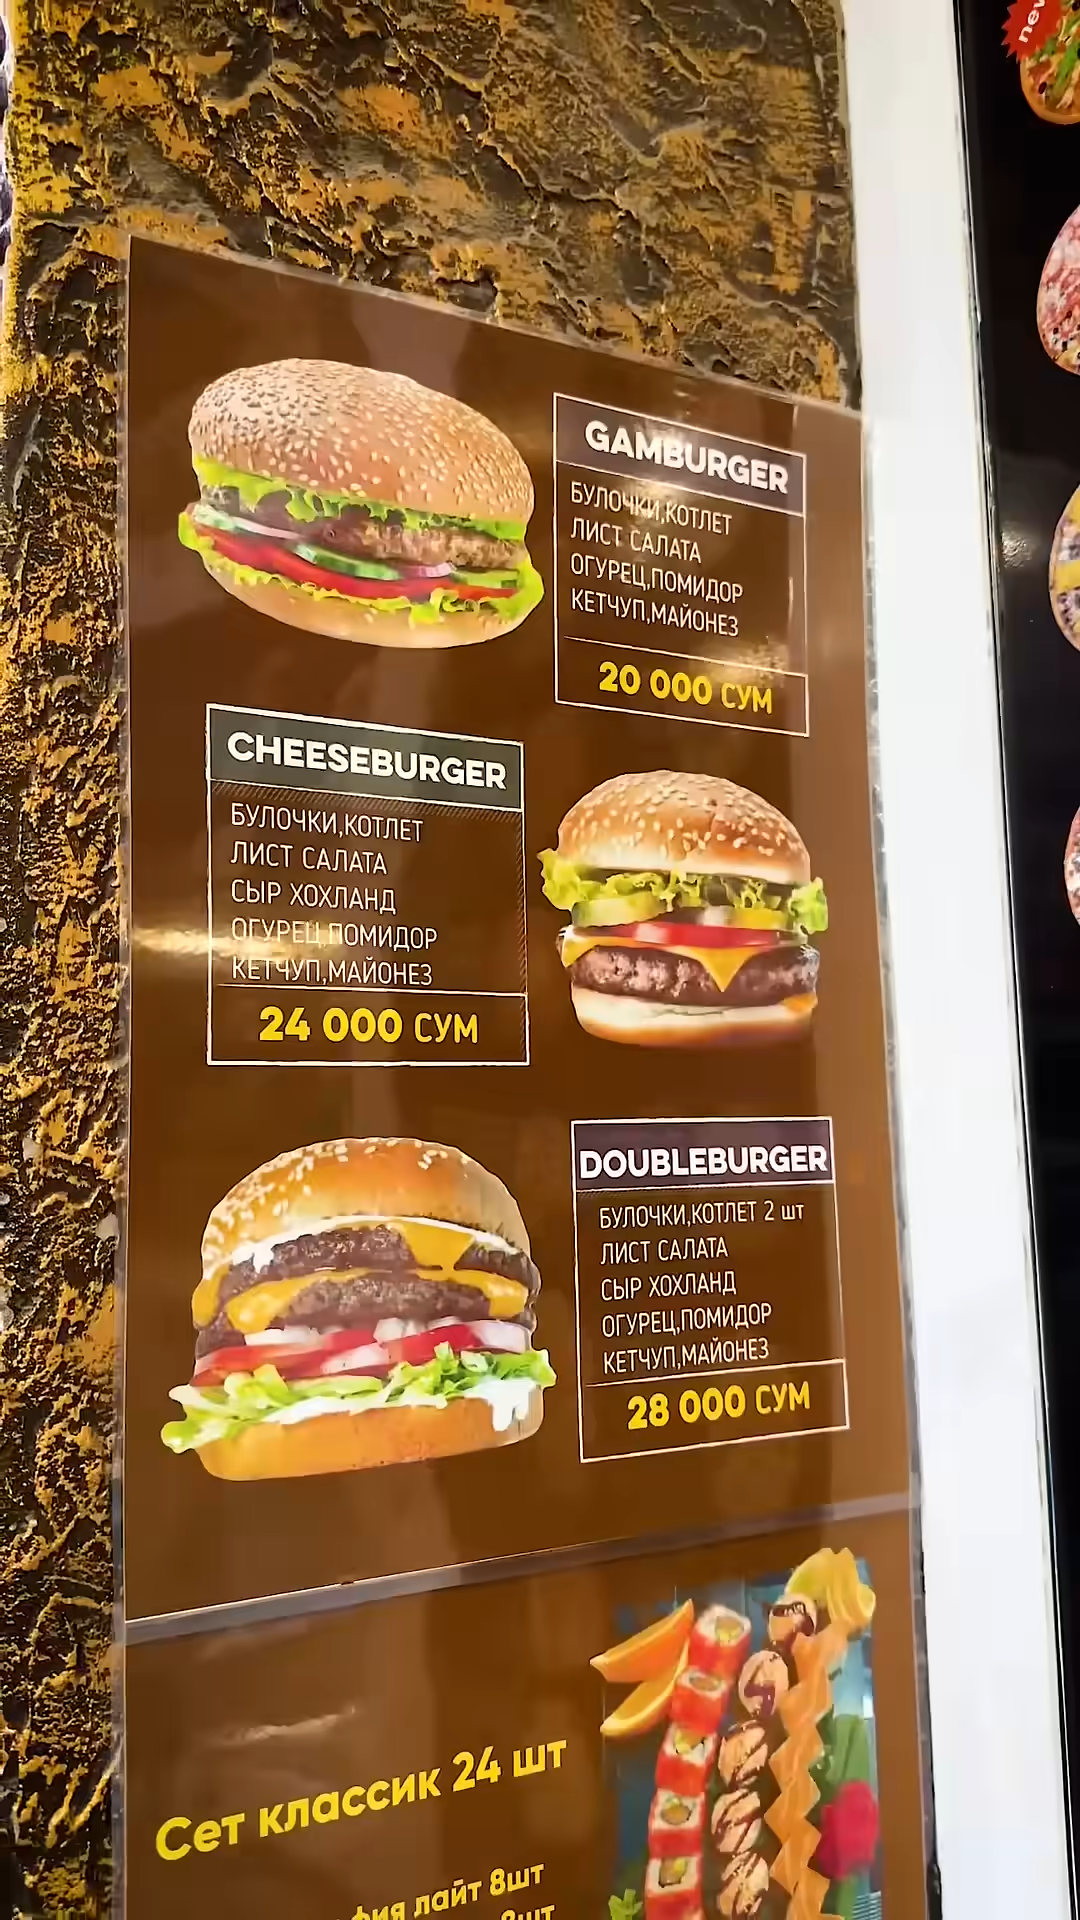 new
GAMBURGER
БУЛОЧКИ,КОТЛЕТ
ЛИСТ САЛАТА
ОГУРЕЦ,ПОМИДОР
КЕТЧУП,МАЙОНЕЗ
20 000 СУМ
CHEESEBURGER
БУЛОЧКИ,КОТЛЕТ
ЛИСТ САЛАТА
СЫР ХОХЛАНД
ОГУРЕЦ,ПОМИДОР
КЕТЧУП,МАЙОНЕЗ
24 000 СУМ
DOUBLEBURGER
БУЛОЧКИ,КОТЛЕТ 2 шт
ЛИСТ САЛАТА
СЫР ХОХЛАНД
ОГУРЕЦ,ПОМИДОР
КЕТЧУП,МАЙОНЕЗ
28 000 СУМ
Сет классик 24 шт
лайт 8шт
8шт